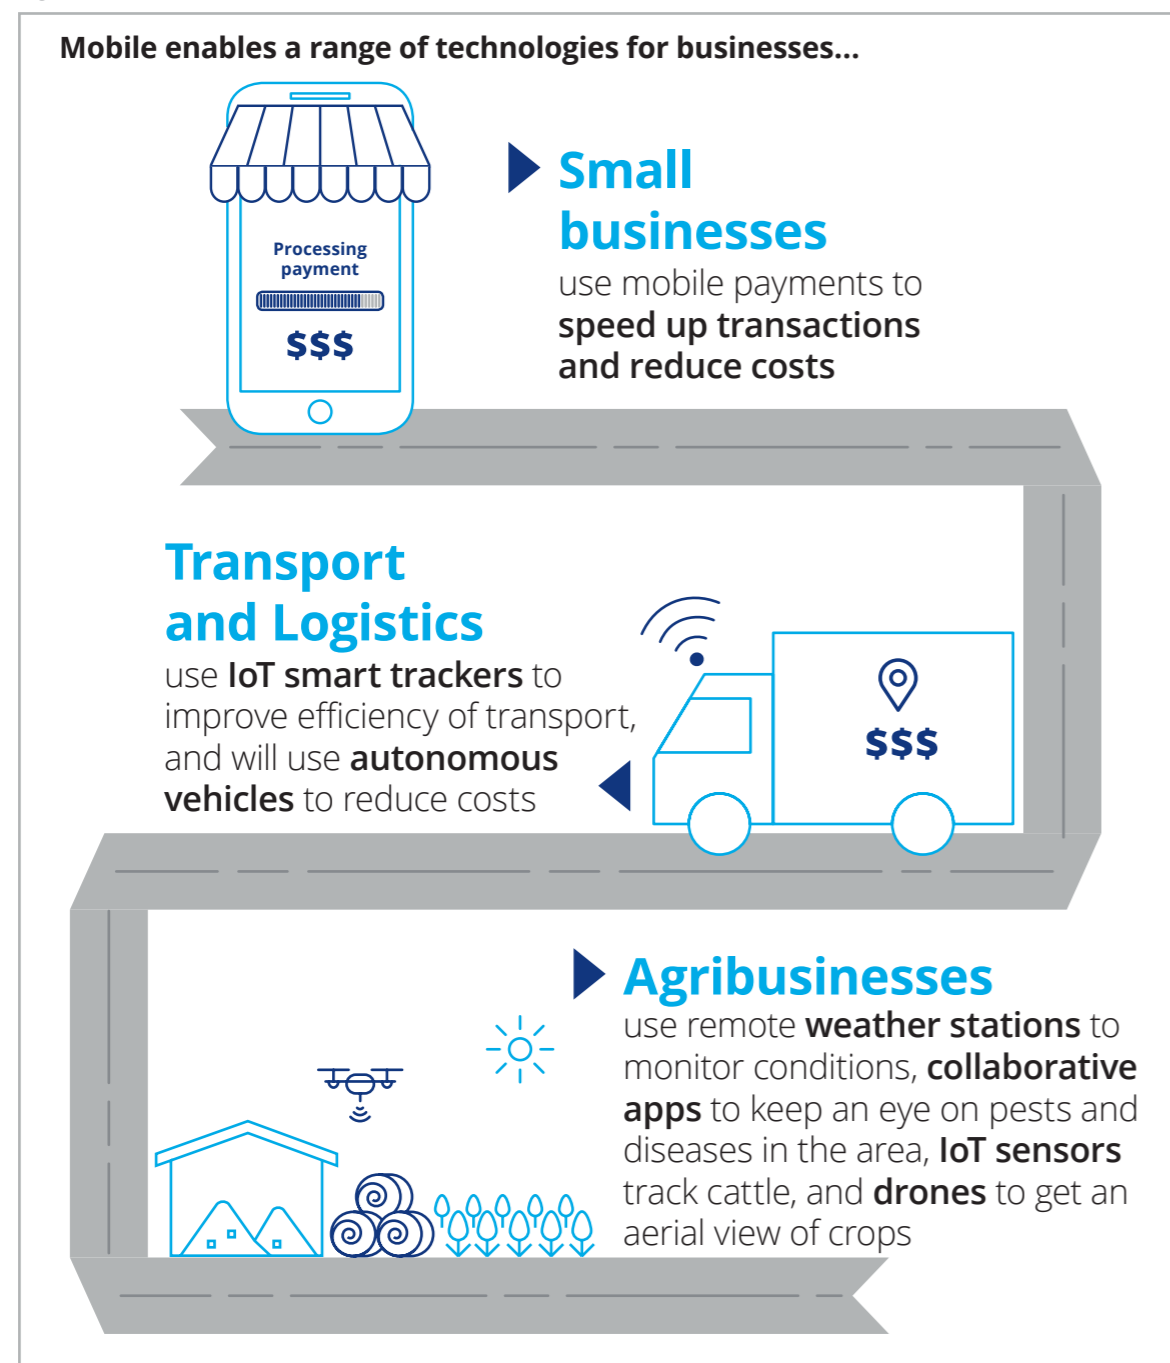 Mobile enables a range of technologies for businesses...
Processing
payment
$$$
Small
businesses
use mobile payments to
speed up transactions
and reduce costs
Transport
and Logistics
use IoT smart trackers to
improve efficiency of transport,
and will use autonomous
vehicles to reduce costs
$$$
Agribusinesses
use remote weather stations to
monitor conditions, collaborative
apps to keep an eye on pests and
diseases in the area, IoT sensors
track cattle, and drones to get an
aerial view of crops